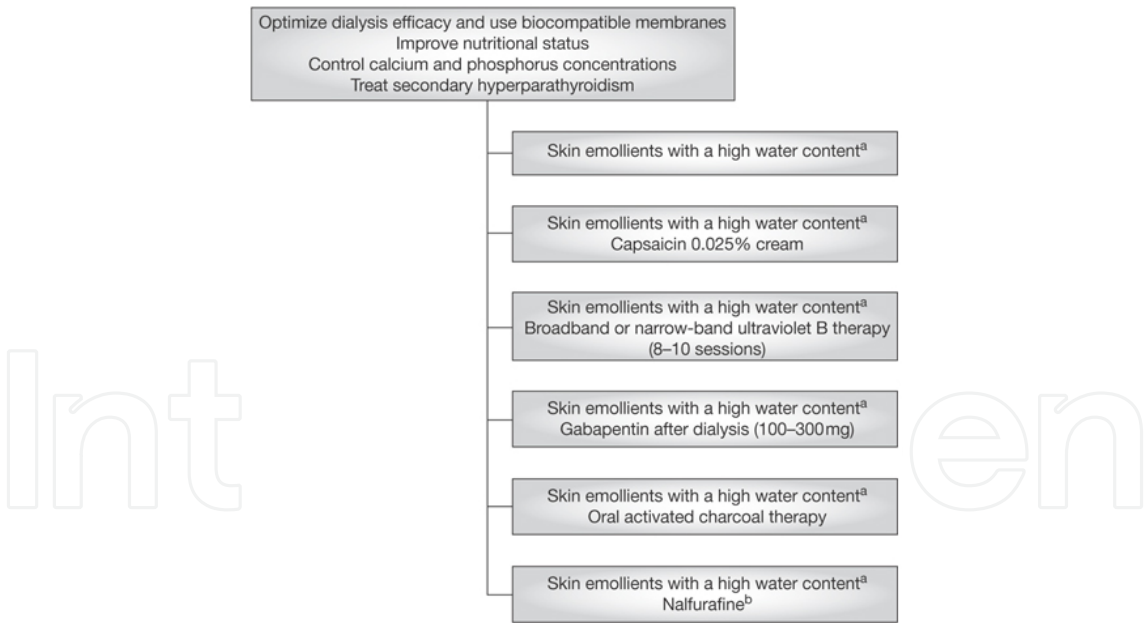 Optimize dialysis efficacy and use biocompatible membranes
Improve nutritional status
Control calcium and phosphorus concentrations
Treat secondary hyperparathyroidism
Skin emollients with a high water contentᵃ
Skin emollients with a high water contentᵃ
Capsaicin 0.025% cream
Skin emollients with a high water contentᵃ
Broadband or narrow-band ultraviolet B therapy
(8–10 sessions)
Skin emollients with a high water contentᵃ
Gabapentin after dialysis (100–300mg)
Skin emollients with a high water contentᵃ
Oral activated charcoal therapy
Skin emollients with a high water contentᵃ
Nalfurafineᵇ
Int en